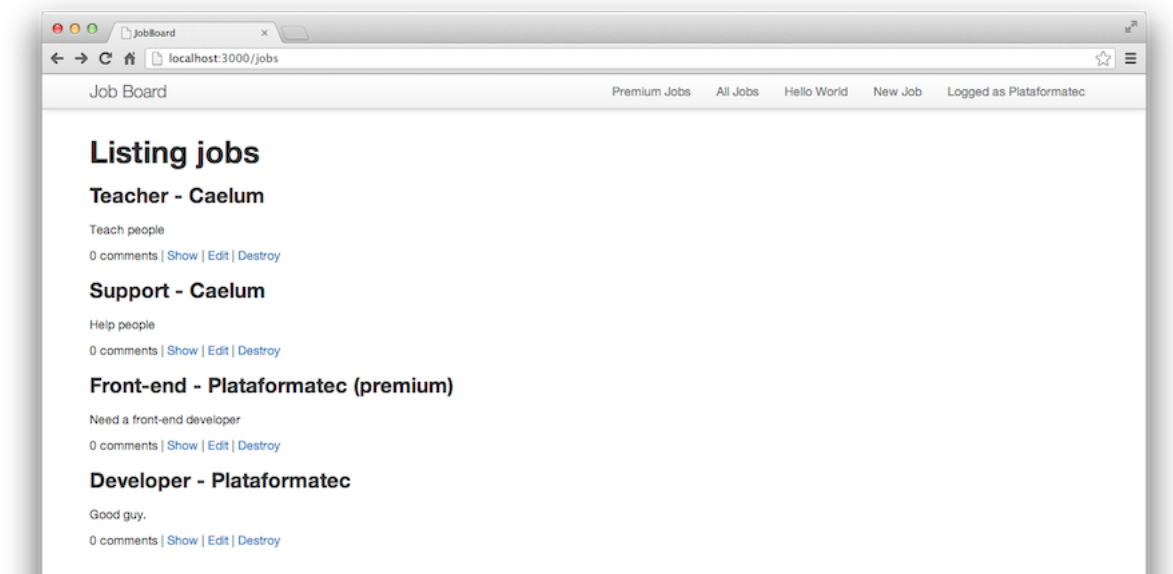 JobBoard
localhost:3000/jobs
Job Board Premium Jobs All Jobs Hello World New Job Logged as Plataformatec
Listing jobs
Teacher - Caelum
Teach people
0 comments | Show | Edit | Destroy
Support - Caelum
Help people
0 comments | Show | Edit | Destroy
Front-end - Plataformatec (premium)
Need a front-end developer
0 comments | Show | Edit | Destroy
Developer - Plataformatec
Good guy.
0 comments | Show | Edit | Destroy